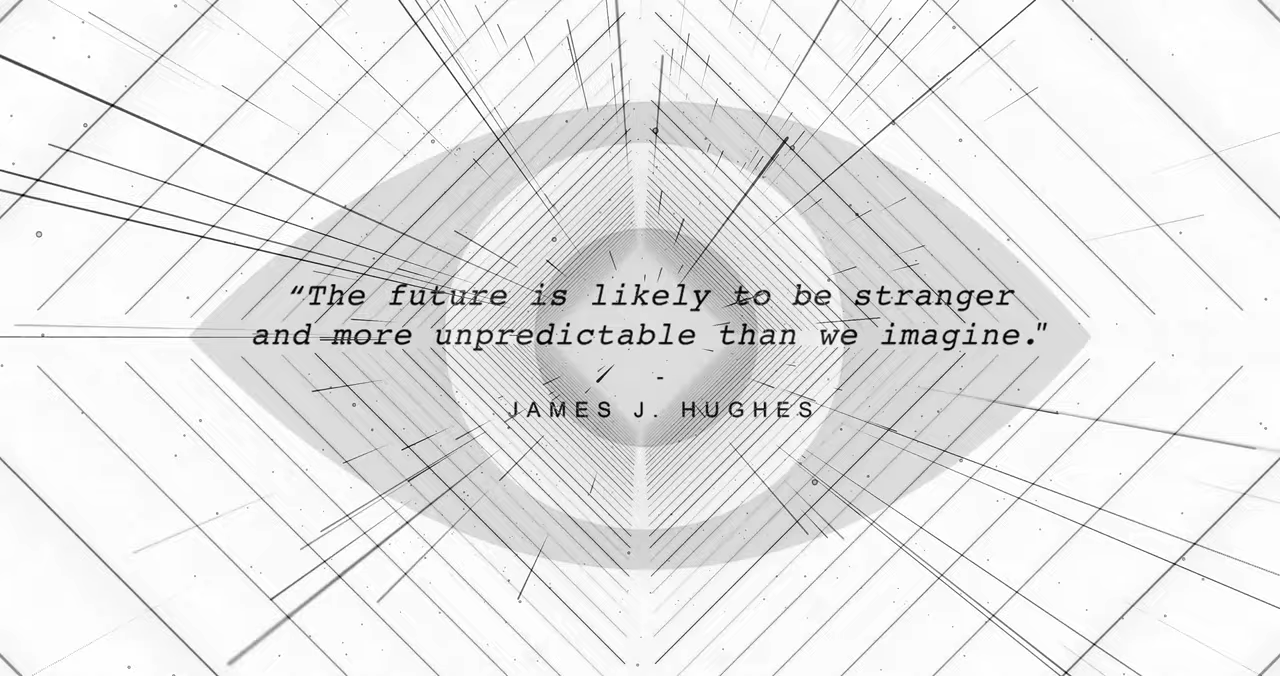 “The future is likely to be stranger
and more unpredictable than we imagine."
-
JAMES J. HUGHES